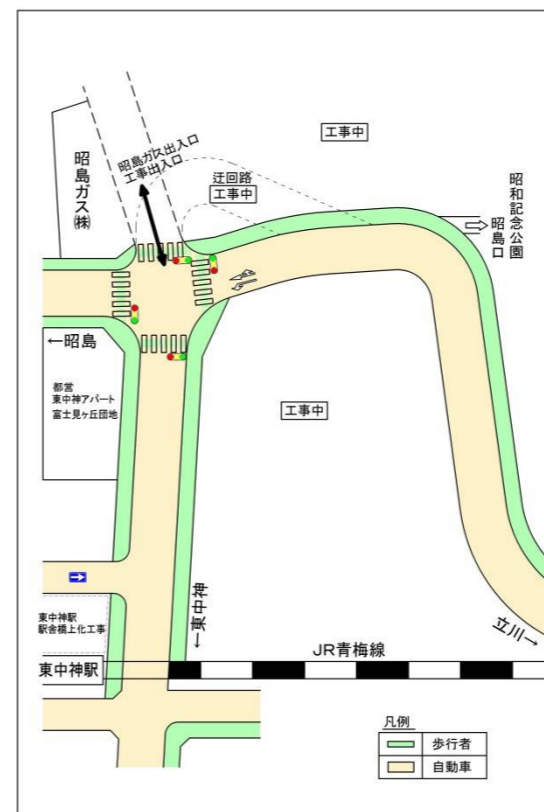 工事中
昭島ガス出入口
工事出入口
昭島ガス㈱
迂回路
工事中
昭和記念公園
昭島口
←昭島
都営
東中神アパート
富士見ヶ丘団地
工事中
東中神駅
駅舎橋上化工事
←東中神
立川→
JR青梅線
東中神駅
凡例
歩行者
自動車